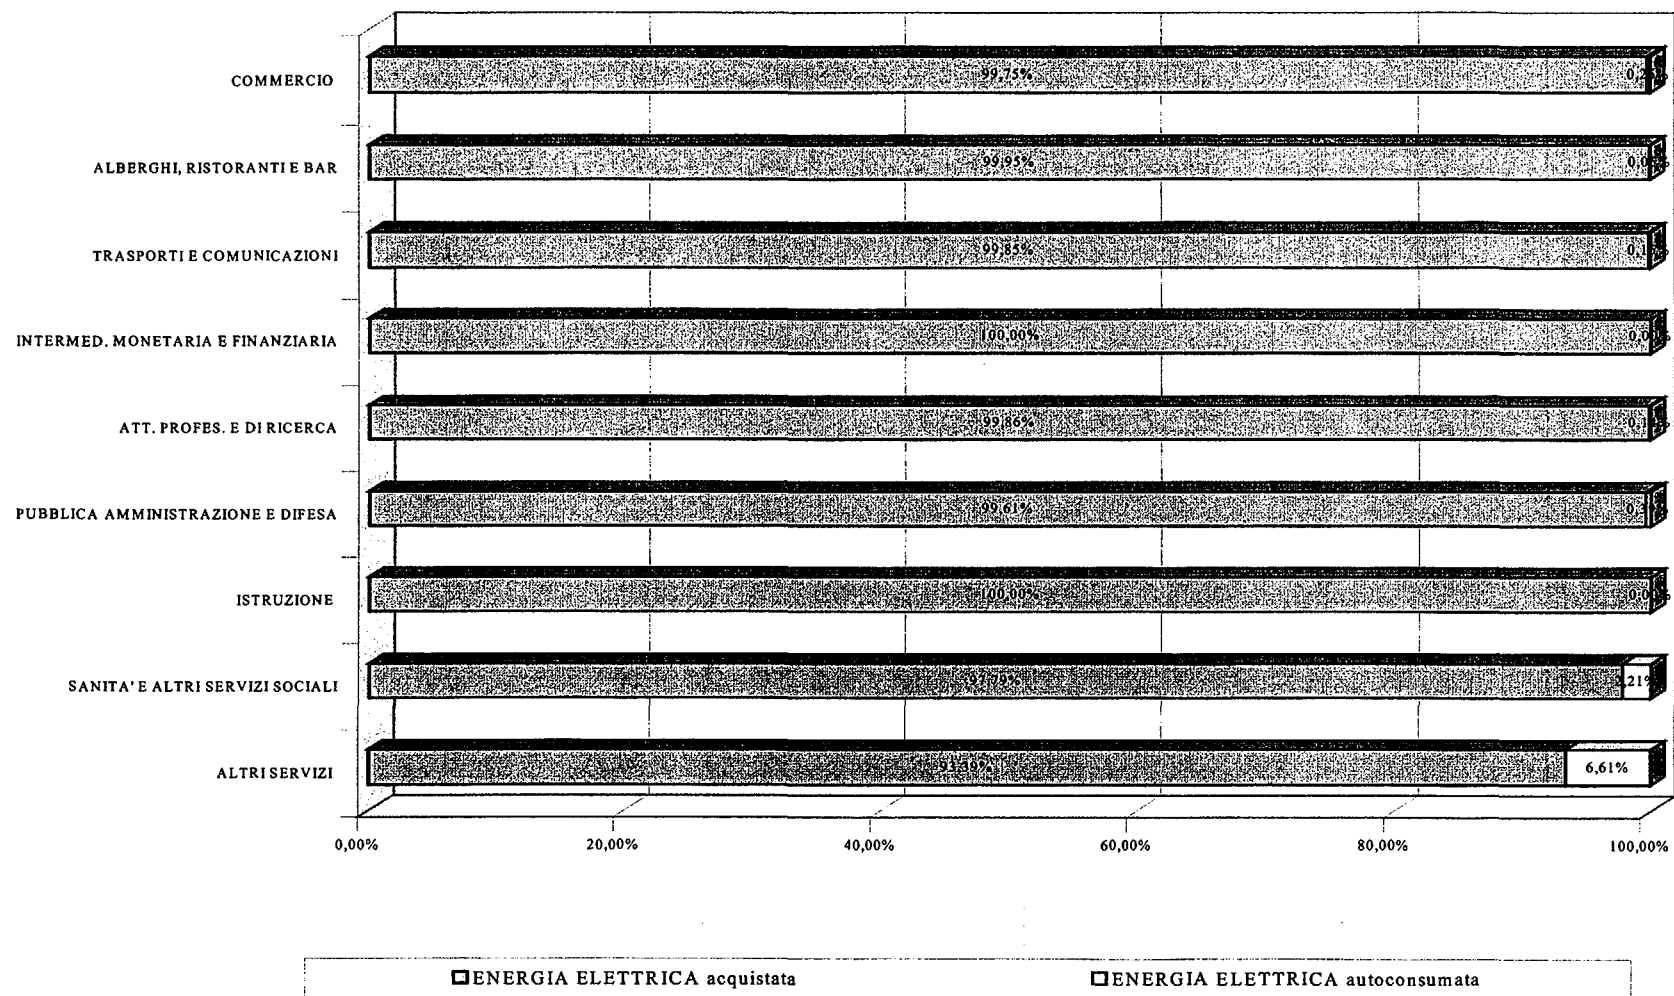 COMMERCIO 99,75%
ALBERGHI, RISTORANTI E BAR 99,95%
TRASPORTI E COMUNICAZIONI 99,85%
INTERMED. MONETARIA E FINANZIARIA 100,00%
ATT. PROFES. E DI RICERCA 99,86%
PUBBLICA AMMINISTRAZIONE E DIFESA 99,61%
ISTRUZIONE 100,00%
SANITA' E ALTRI SERVIZI SOCIALI 97,79% 2,21%
ALTRI SERVIZI 93,39% 6,61%
0,00% 20,00% 40,00% 60,00% 80,00% 100,00%
ENERGIA ELETTRICA acquistata ENERGIA ELETTRICA autoconsumata